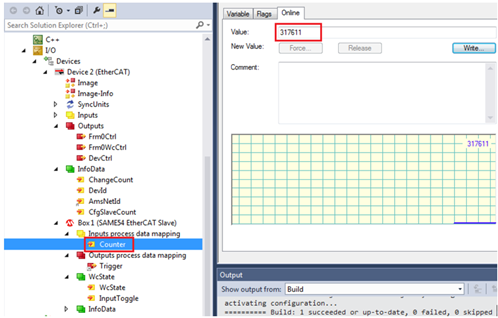 Search Solution Explorer (Ctrl+;)
C++
I/O
Devices
Device 2 (EtherCAT)
Image
Image-Info
SyncUnits
Inputs
Outputs
Frm0Ctrl
Frm0WcCtrl
DevCtrl
InfoData
ChangeCount
DevId
AmsNetId
CfgSlaveCount
Box 1 (SAME54 EtherCAT Slave)
Inputs process data mapping
Counter
Outputs process data mapping
Trigger
WcState
WcState
InputToggle
InfoData
Variable Flags Online
Value: 317611
New Value: Force... Release Write...
Comment:
317611
Output
Show output from: Build
activating configuration...
========== Build: 1 succeeded or up-to-date, 0 failed, 0 skipped